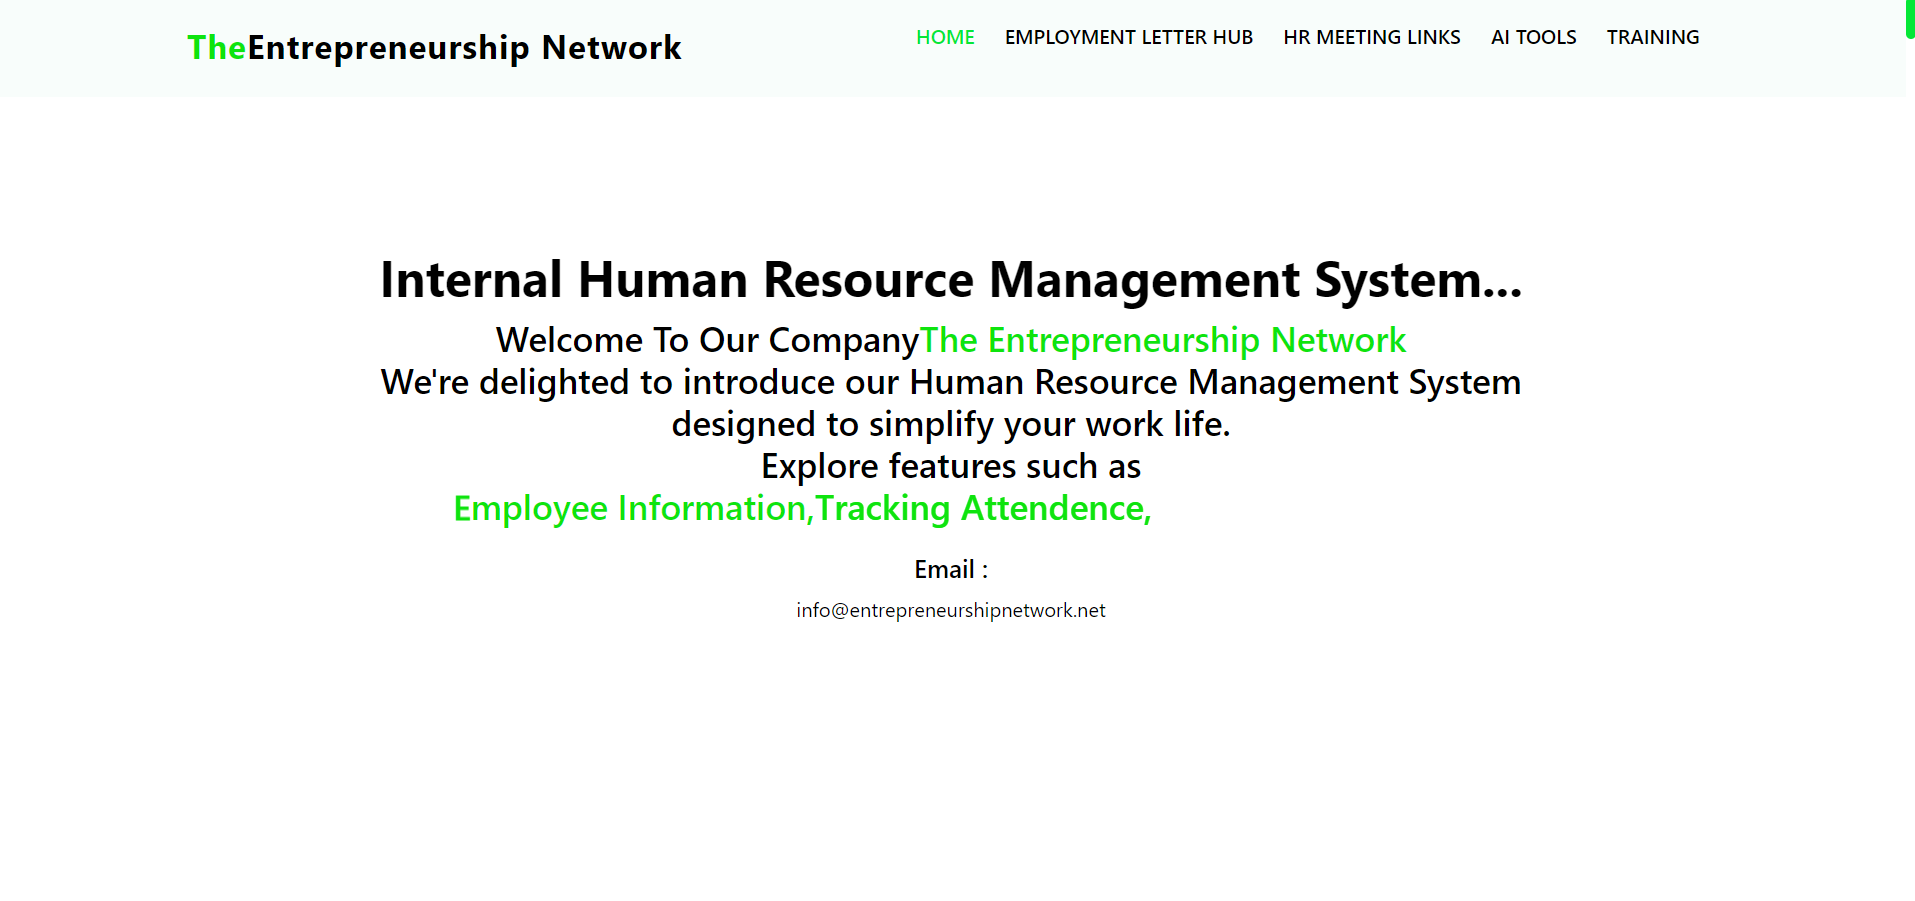 TheEntrepreneurship Network
HOME EMPLOYMENT LETTER HUB HR MEETING LINKS AI TOOLS TRAINING
Internal Human Resource Management System...
Welcome To Our CompanyThe Entrepreneurship Network
We're delighted to introduce our Human Resource Management System
designed to simplify your work life.
Explore features such as
Employee Information,Tracking Attendence,
Email :
info@entrepreneurshipnetwork.net